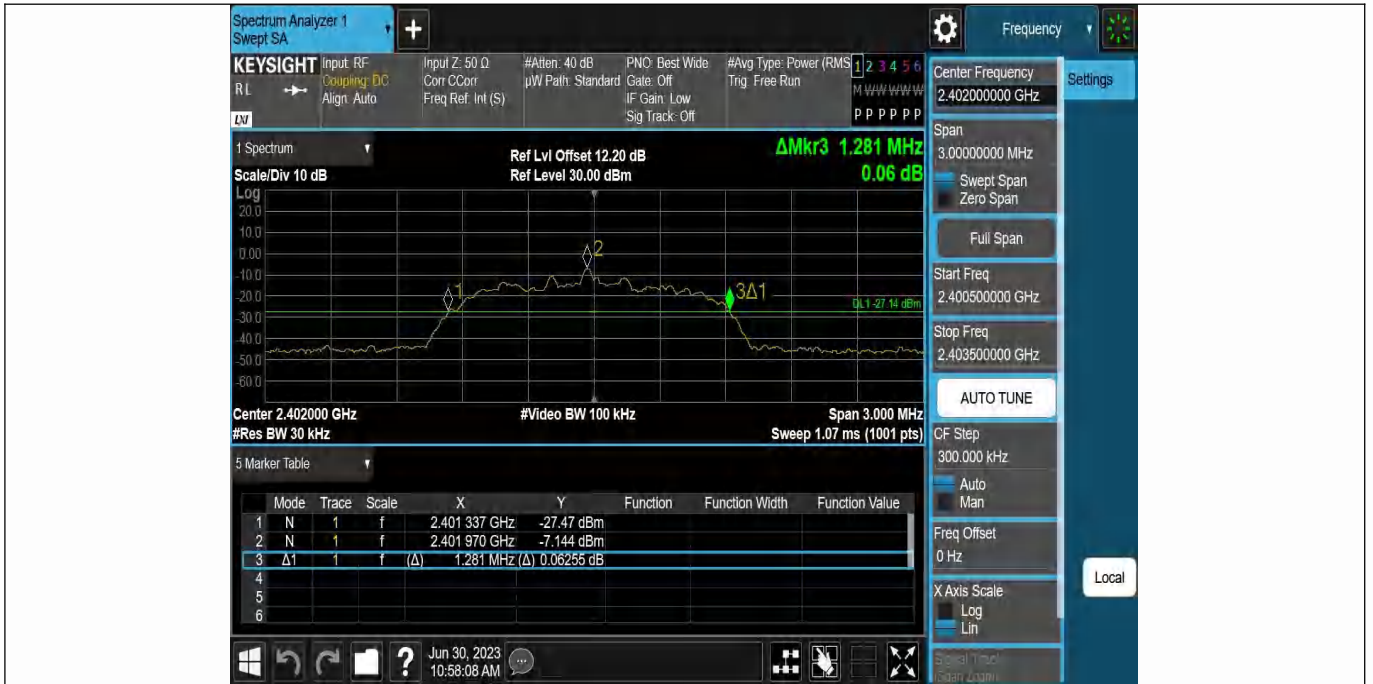 Spectrum Analyzer 1
Swept SA
+
Frequency
KEYSIGHT
Input: RF
Coupling: DC
Align: Auto
Input Z: 50 Ω
Corr CCorr
Freq Ref: Int (S)
#Atten: 40 dB
µW Path: Standard
PNO: Best Wide
Gate: Off
IF Gain: Low
Sig Track: Off
#Avg Type: Power (RMS
Trig: Free Run
1 2 3 4 5 6
M W W W W W
P P P P P P
RL
LXI
1 Spectrum
Scale/Div 10 dB
Ref Lvl Offset 12.20 dB
Ref Level 30.00 dBm
ΔMkr3 1.281 MHz
0.06 dB
Log
20.0
10.0
0.00
-10.0
-20.0
-30.0
-40.0
-50.0
-60.0
1
2
3Δ1
DL1 -27.14 dBm
Center 2.402000 GHz
#Video BW 100 kHz
Span 3.000 MHz
#Res BW 30 kHz
Sweep 1.07 ms (1001 pts)
5 Marker Table
Mode Trace Scale X Y Function Function Width Function Value
1 N 1 f 2.401 337 GHz -27.47 dBm
2 N 1 f 2.401 970 GHz -7.144 dBm
3 Δ1 1 f (Δ) 1.281 MHz (Δ) 0.06255 dB
4
5
6
Jun 30, 2023
10:58:08 AM
?
Center Frequency
2.402000000 GHz
Settings
Span
3.00000000 MHz
Swept Span
Zero Span
Full Span
Start Freq
2.400500000 GHz
Stop Freq
2.403500000 GHz
AUTO TUNE
CF Step
300.000 kHz
Auto
Man
Freq Offset
0 Hz
X Axis Scale
Log
Lin
Signal Track
(Span Zoom)
Local